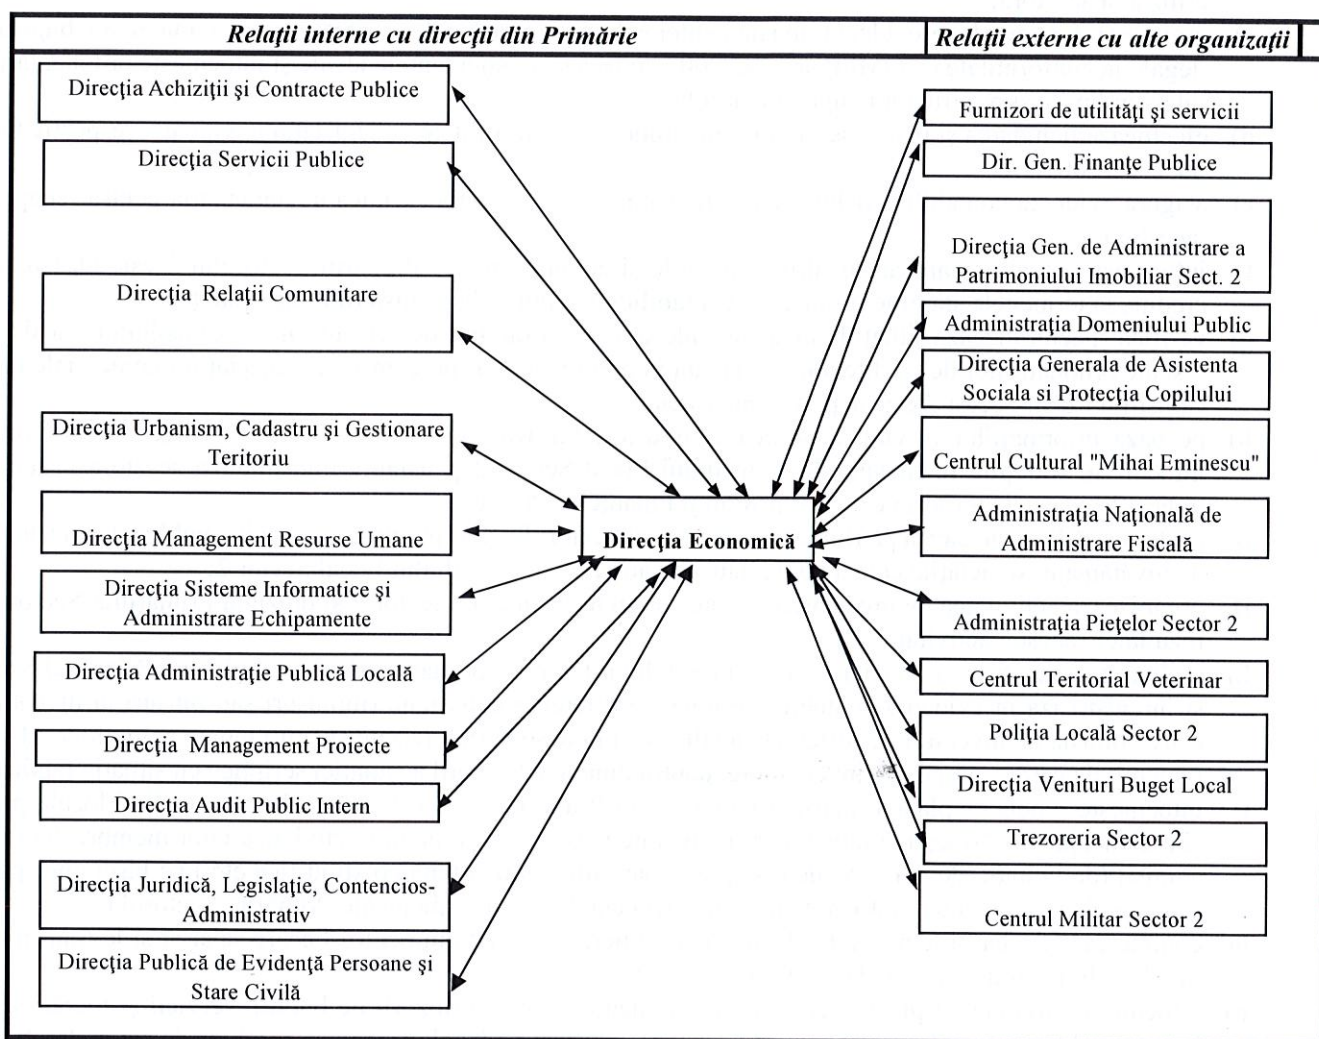 Relaţii interne cu direcţii din Primărie
Relaţii externe cu alte organizaţii
Direcţia Achiziţii şi Contracte Publice
Direcţia Servicii Publice
Direcţia Relaţii Comunitare
Direcţia Urbanism, Cadastru şi Gestionare
Teritoriu
Direcţia Management Resurse Umane
Direcţia Sisteme Informatice şi
Administrare Echipamente
Direcţia Administraţie Publică Locală
Direcţia Management Proiecte
Direcţia Audit Public Intern
Direcţia Juridică, Legislaţie, Contencios-
Administrativ
Direcţia Publică de Evidenţă Persoane şi
Stare Civilă
Direcţia Economică
Furnizori de utilităţi şi servicii
Dir. Gen. Finanţe Publice
Direcţia Gen. de Administrare a
Patrimoniului Imobiliar Sect. 2
Administraţia Domeniului Public
Direcţia Generala de Asistenta
Sociala si Protecţia Copilului
Centrul Cultural "Mihai Eminescu"
Administraţia Naţională de
Administrare Fiscală
Administraţia Pieţelor Sector 2
Centrul Teritorial Veterinar
Poliţia Locală Sector 2
Direcţia Venituri Buget Local
Trezoreria Sector 2
Centrul Militar Sector 2